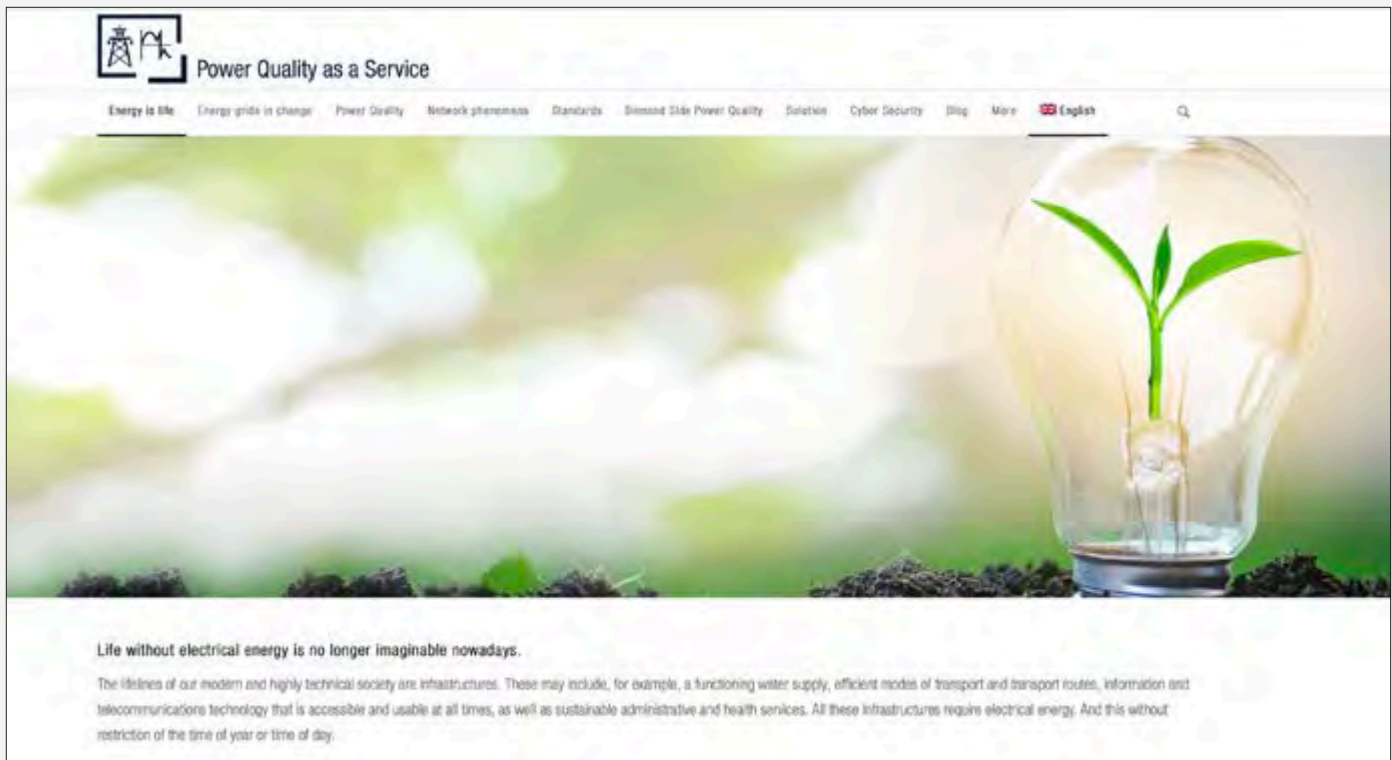 Power Quality as a Service
Energy is life Energy grids in change Power Quality Network phenomena Standards Demand Side Power Quality Solution Cyber Security Blog More English
Life without electrical energy is no longer imaginable nowadays.
The lifelines of our modern and highly technical society are infrastructures. These may include, for example, a functioning water supply, efficient modes of transport and transport routes, information and
telecommunications technology that is accessible and usable at all times, as well as sustainable administrative and health services. All these infrastructures require electrical energy. And this without
restriction of the time of year or time of day.